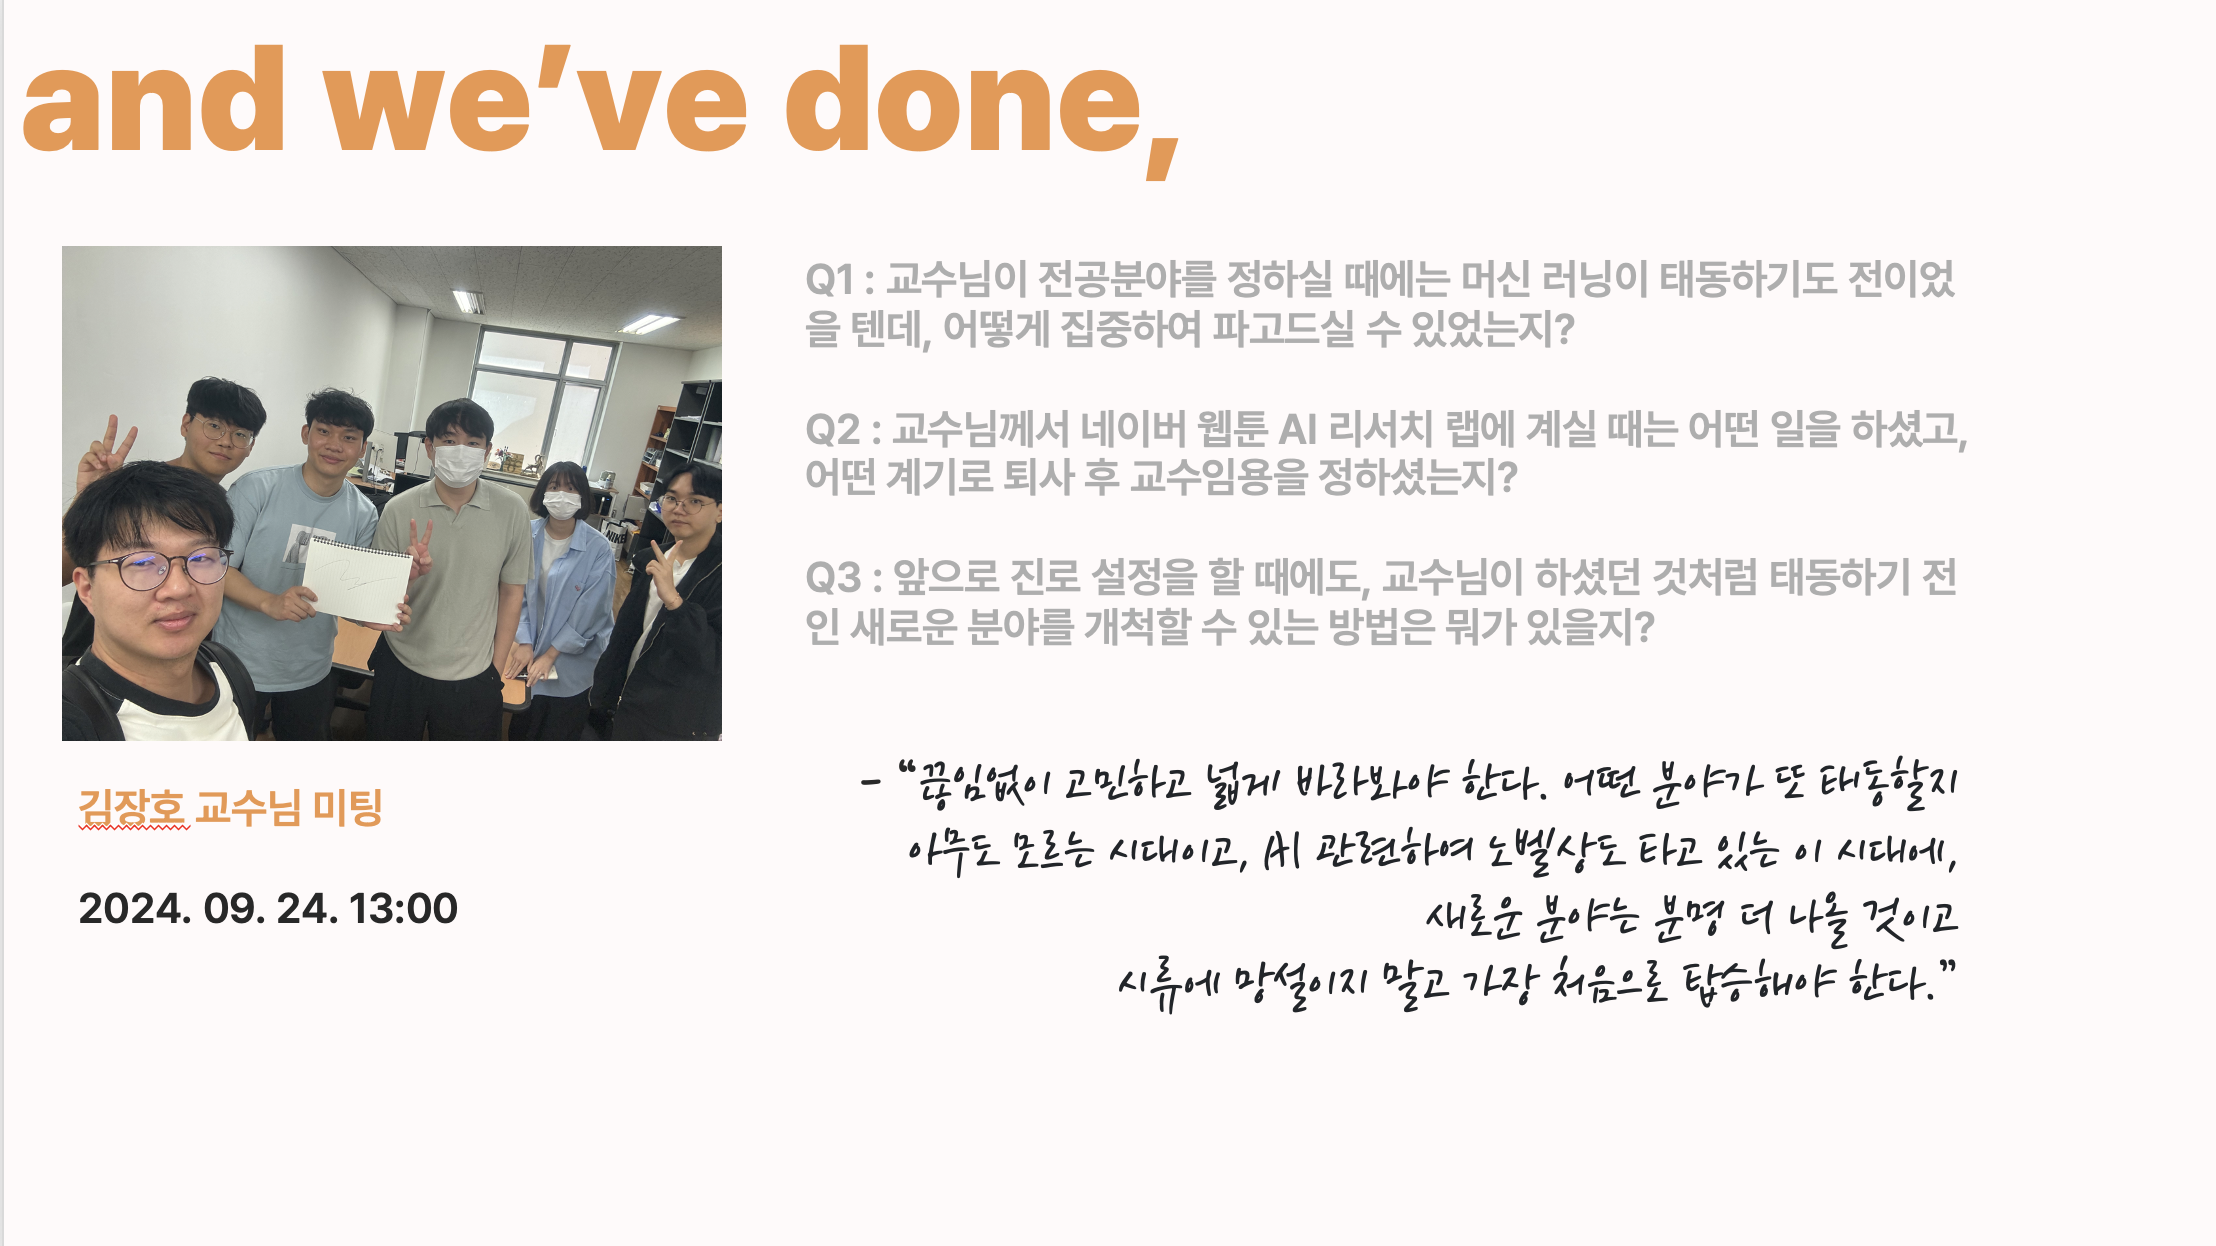 and we’ve done,
Q1 : 교수님이 전공분야를 정하실 때에는 머신 러닝이 태동하기도 전이었
을 텐데, 어떻게 집중하여 파고드실 수 있었는지?
Q2 : 교수님께서 네이버 웹툰 AI 리서치 랩에 계실 때는 어떤 일을 하셨고,
어떤 계기로 퇴사 후 교수임용을 정하셨는지?
Q3 : 앞으로 진로 설정을 할 때에도, 교수님이 하셨던 것처럼 태동하기 전
인 새로운 분야를 개척할 수 있는 방법은 뭐가 있을지?
NIKE
김장호 교수님 미팅
2024. 09. 24. 13:00
- “끊임없이 고민하고 넓게 바라봐야 한다. 어떤 분야가 또 태동할지
아무도 모르는 시대이고, AI 관련하여 노벨상도 타고 있는 이 시대에,
새로운 분야는 분명 더 나올 것이고
시류에 망설이지 말고 가장 처음으로 탑승해야 한다.”